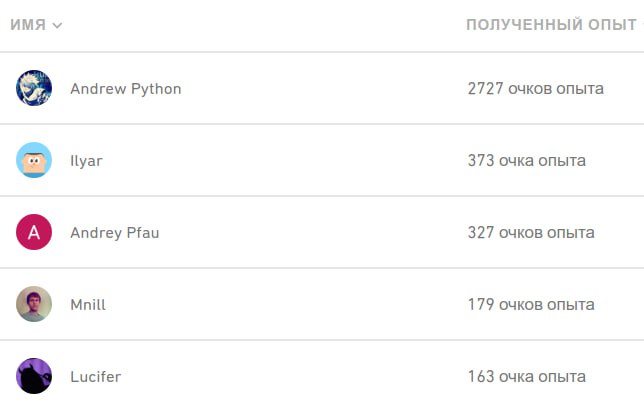 ИМЯ ПОЛУЧЕННЫЙ ОПЫТ
Andrew Python 2727 очков опыта
Ilyar 373 очка опыта
A Andrey Pfau 327 очков опыта
Mnill 179 очков опыта
Lucifer 163 очка опыта